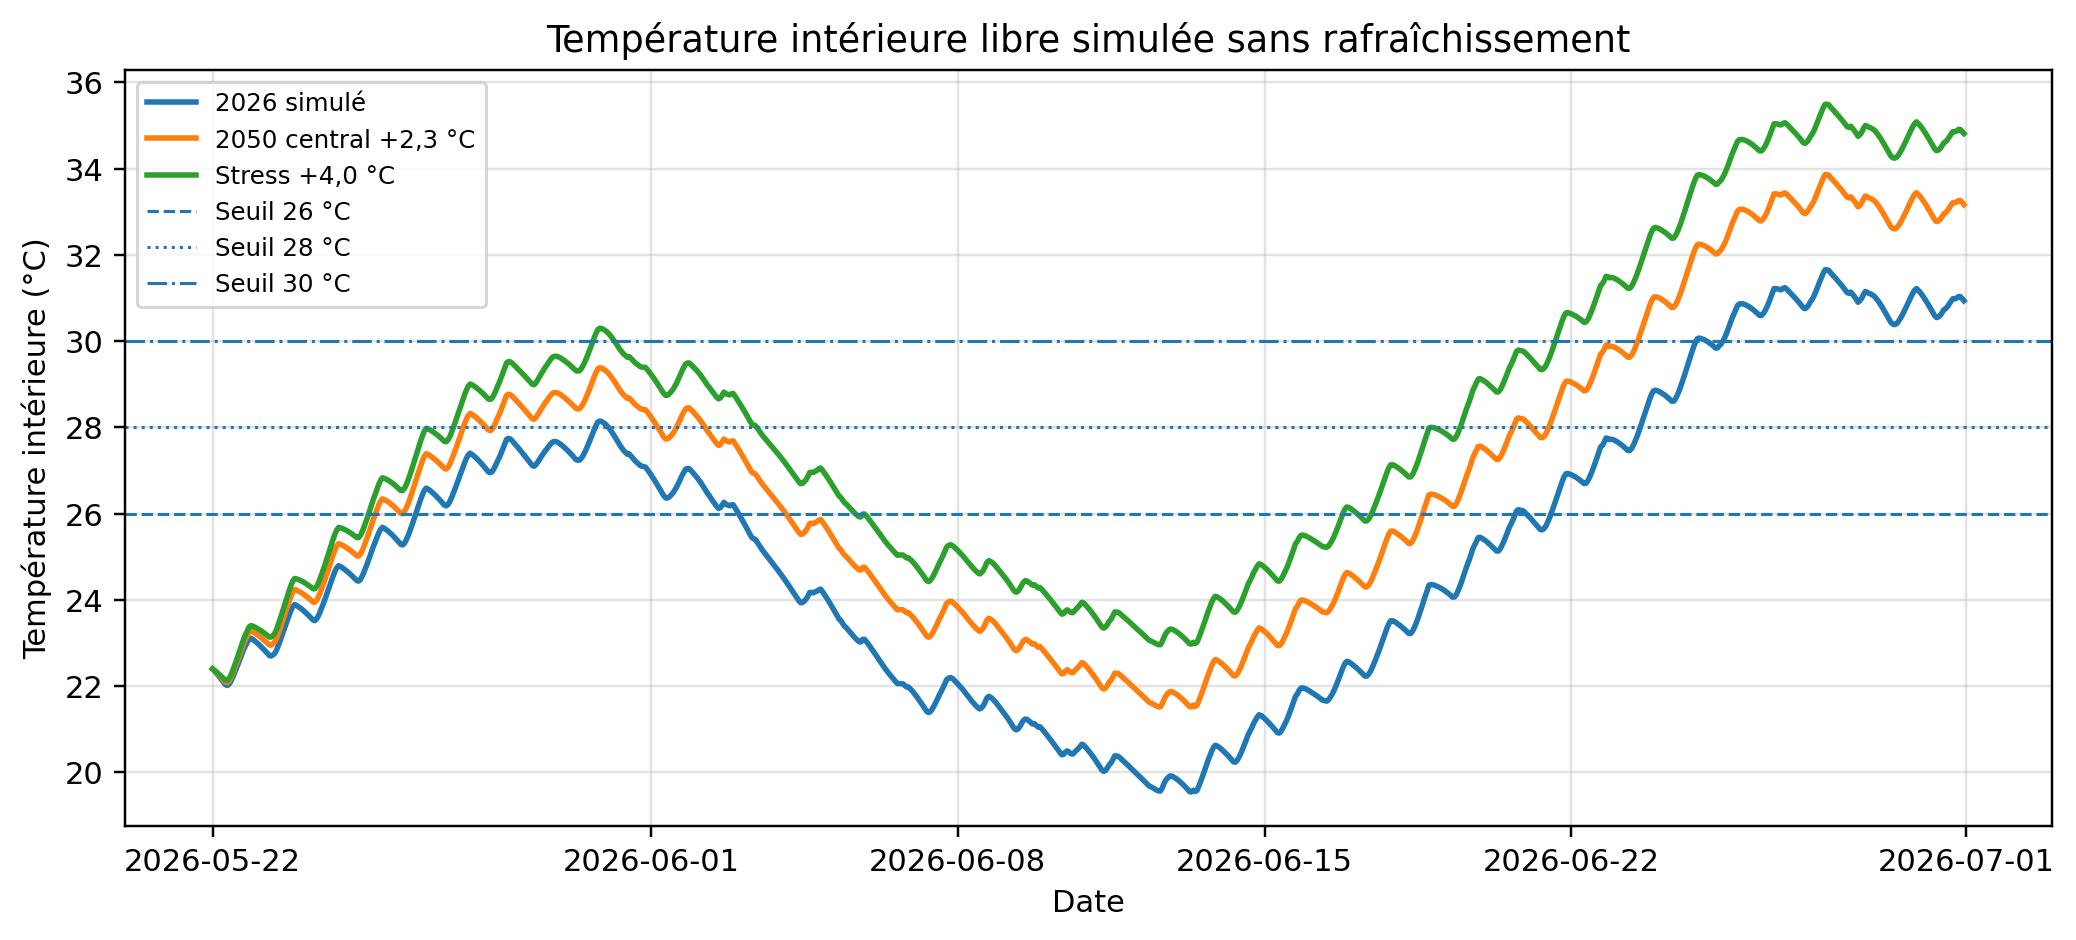 Température intérieure libre simulée sans rafraîchissement
36
34
32
30
28
26
24
22
20
Température intérieure (°C)
2026 simulé
2050 central +2,3 °C
Stress +4,0 °C
Seuil 26 °C
Seuil 28 °C
Seuil 30 °C
2026-05-22
2026-06-01
2026-06-08
2026-06-15
2026-06-22
2026-07-01
Date